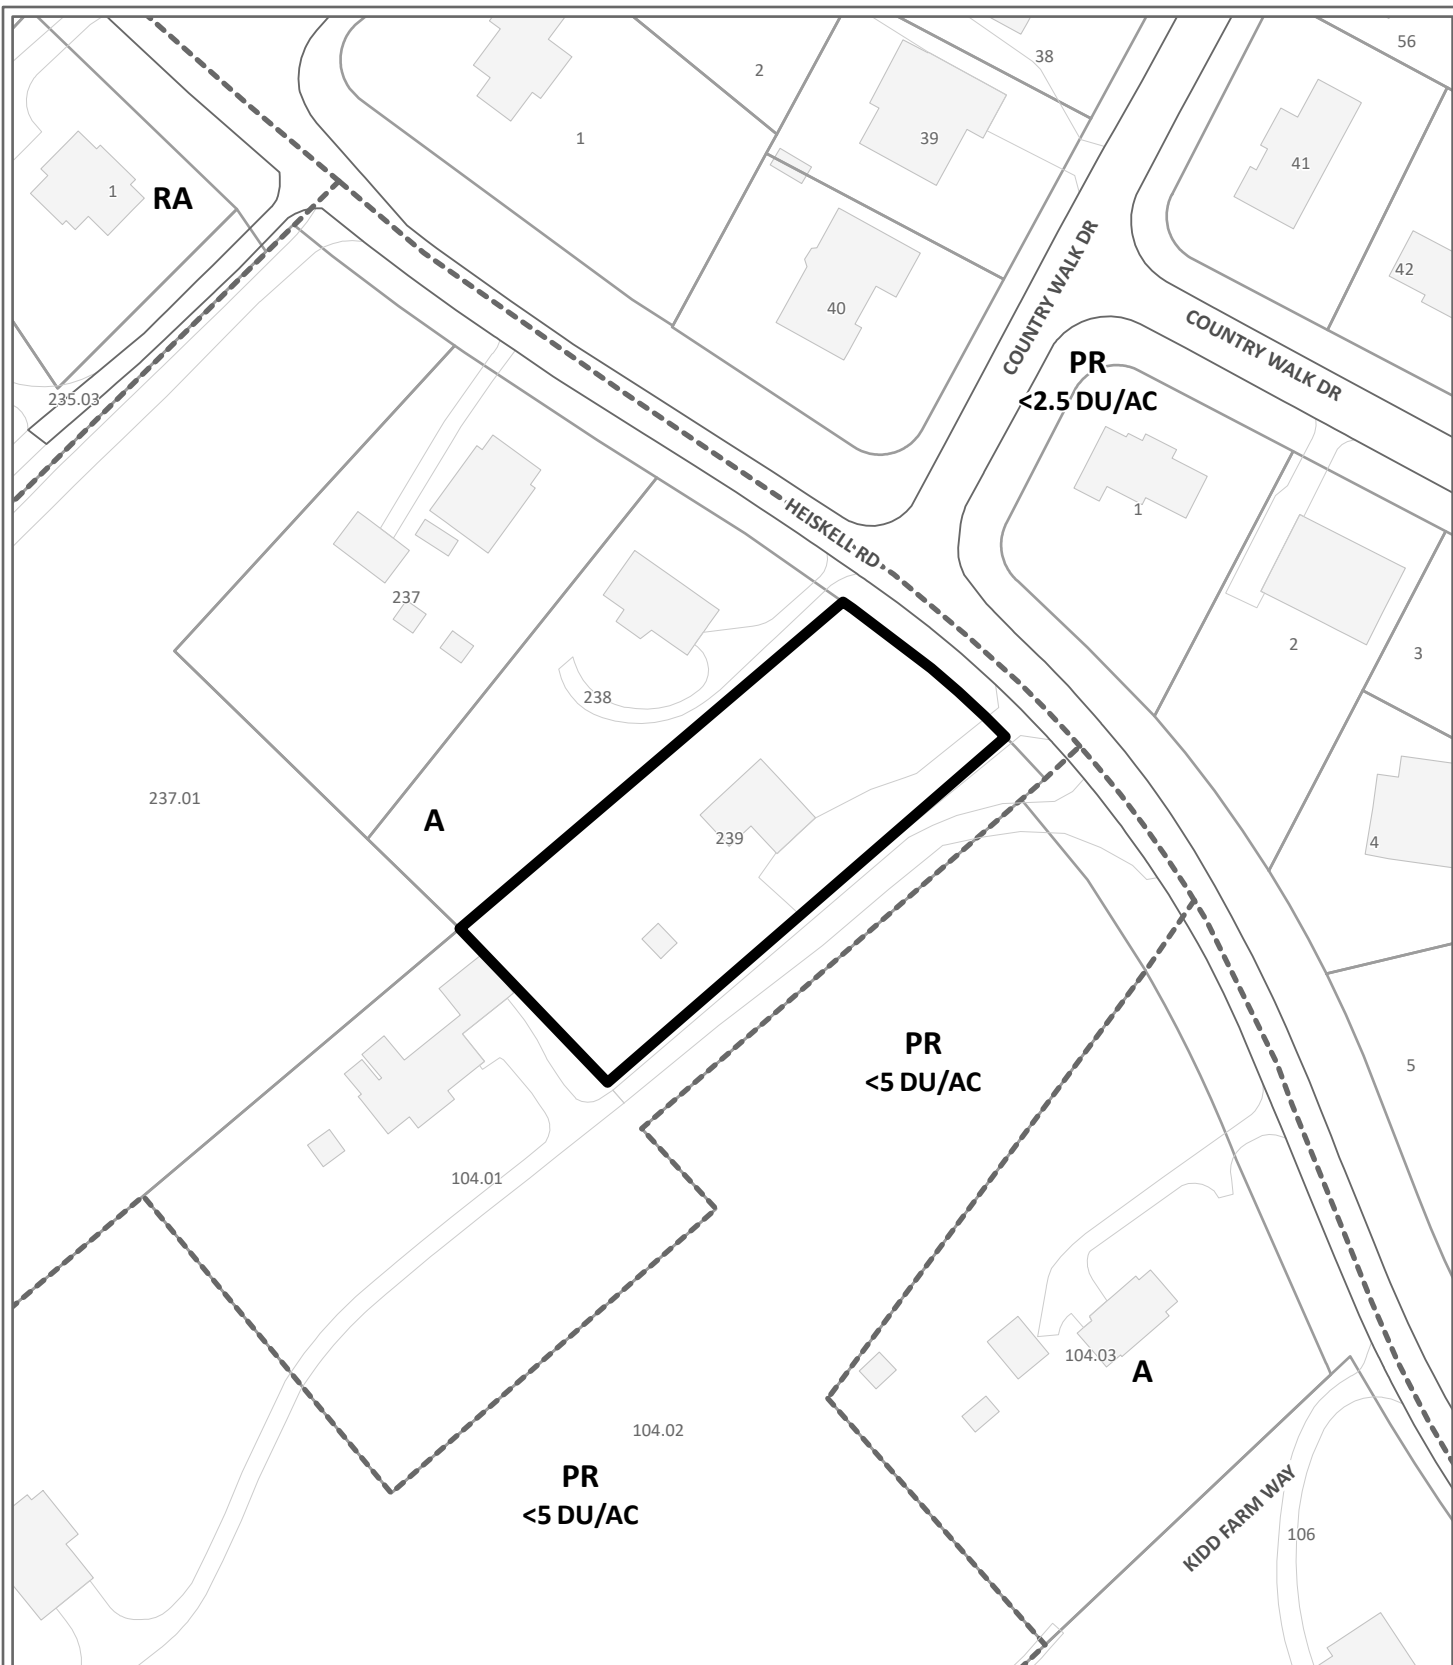 56
38
2
39
1
41
1
RA
42
40
COUNTRY WALK DR
COUNTRY WALK DR
PR
<2.5 DU/AC
235.03
HEISKELL RD
1
237
2
3
238
237.01
A
239
4
PR
<5 DU/AC
5
104.01
104.03
A
104.02
PR
<5 DU/AC
KIDD FARM WAY
106